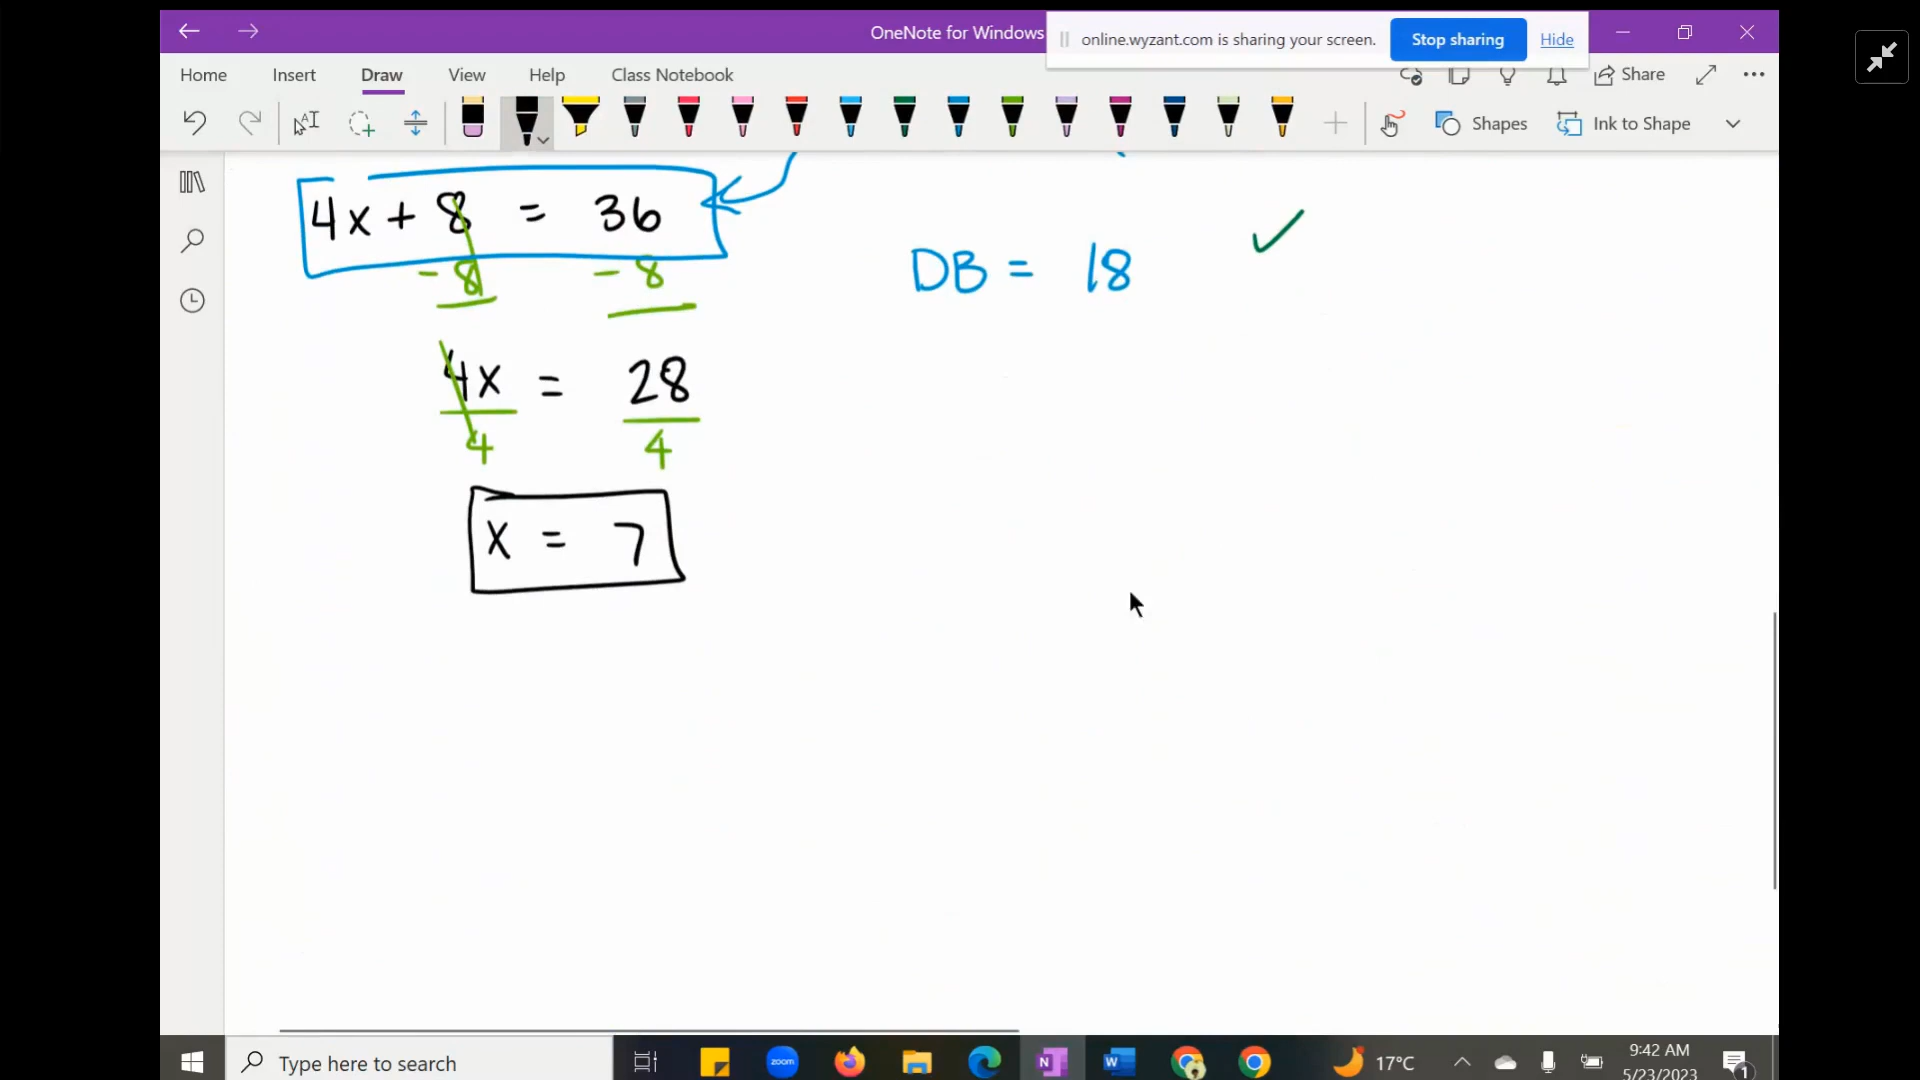 OneNote for Windows
online.wyzant.com is sharing your screen.
Stop sharing
Hide
Home
Insert
Draw
View
Help
Class Notebook
Share
Shapes
Ink to Shape
4x + 8 = 36
- 8 - 8
DB = 18
4x = 28
4 4
x = 7
Type here to search
zoom
N
W
17°C
9:42 AM
5/23/2023
1